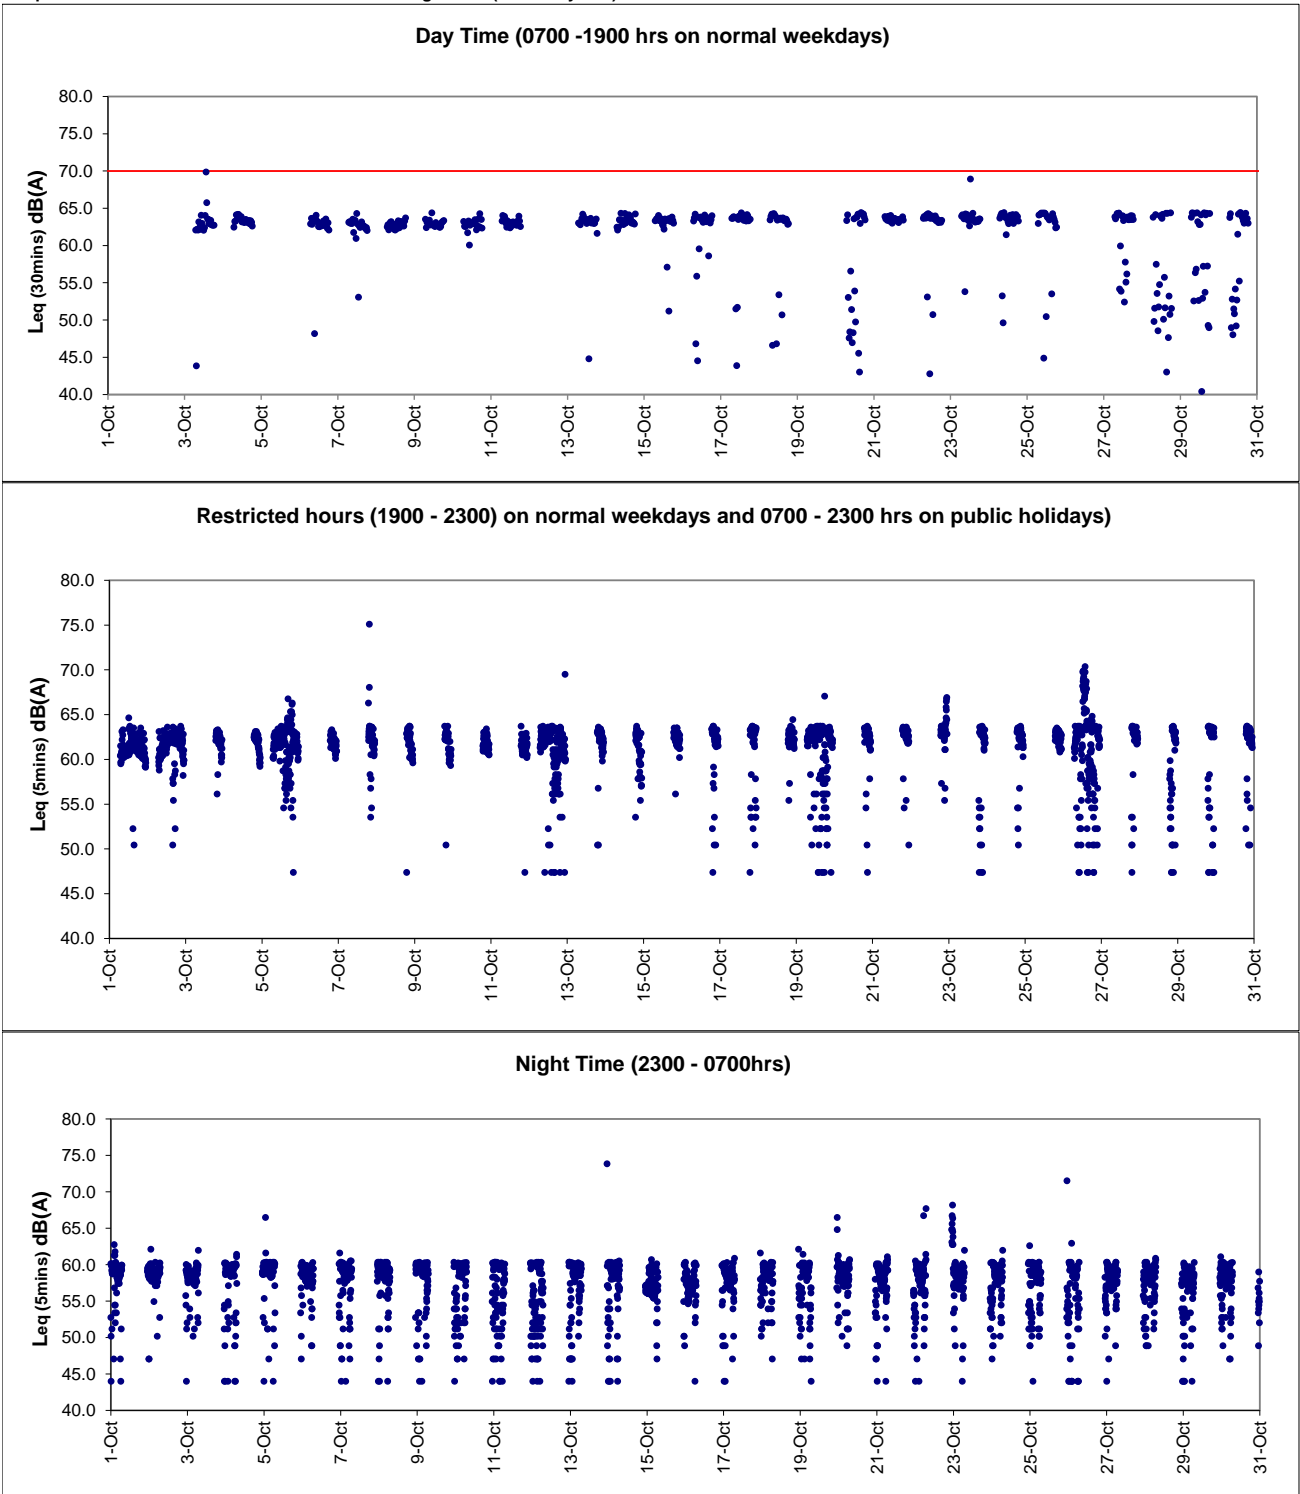 Day Time (0700 -1900 hrs on normal weekdays)
Leq (30mins) dB(A)
80.0
75.0
70.0
65.0
60.0
55.0
50.0
45.0
40.0
1-Oct
3-Oct
5-Oct
7-Oct
9-Oct
11-Oct
13-Oct
15-Oct
17-Oct
19-Oct
21-Oct
23-Oct
25-Oct
27-Oct
29-Oct
31-Oct
Restricted hours (1900 - 2300) on normal weekdays and 0700 - 2300 hrs on public holidays)
Leq (5mins) dB(A)
80.0
75.0
70.0
65.0
60.0
55.0
50.0
45.0
40.0
1-Oct
3-Oct
5-Oct
7-Oct
9-Oct
11-Oct
13-Oct
15-Oct
17-Oct
19-Oct
21-Oct
23-Oct
25-Oct
27-Oct
29-Oct
31-Oct
Night Time (2300 - 0700hrs)
Leq (5mins) dB(A)
80.0
75.0
70.0
65.0
60.0
55.0
50.0
45.0
40.0
1-Oct
3-Oct
5-Oct
7-Oct
9-Oct
11-Oct
13-Oct
15-Oct
17-Oct
19-Oct
21-Oct
23-Oct
25-Oct
27-Oct
29-Oct
31-Oct